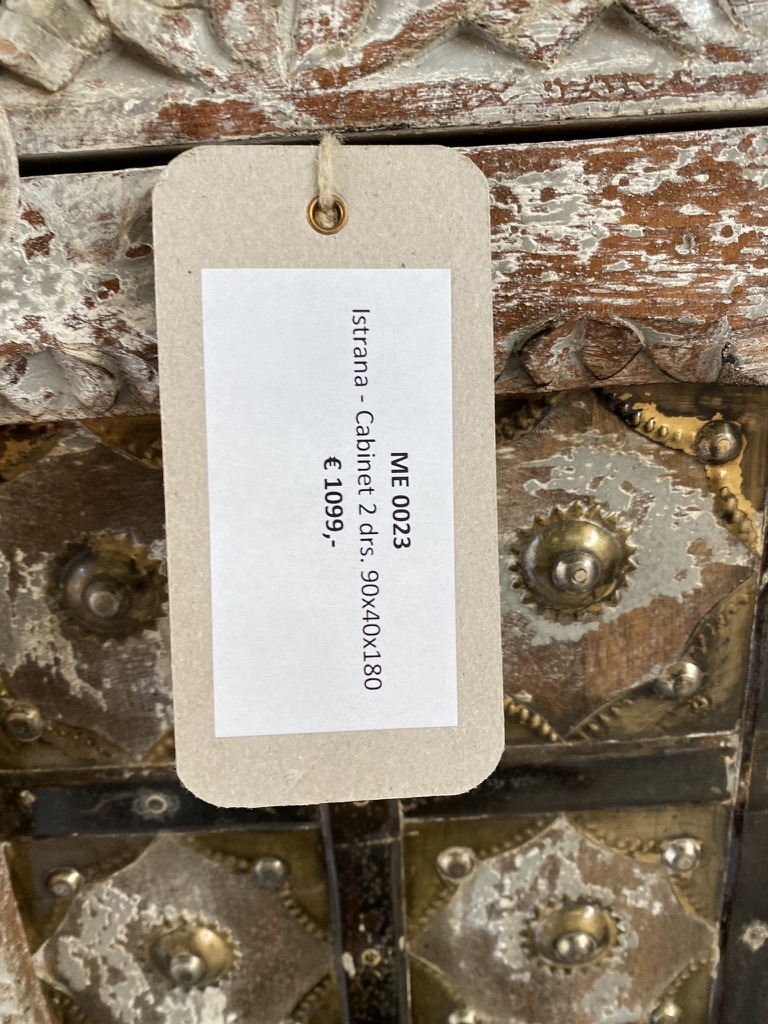 ME 0023
Istrana - Cabinet 2 drs. 90x40x180
€ 1099,-